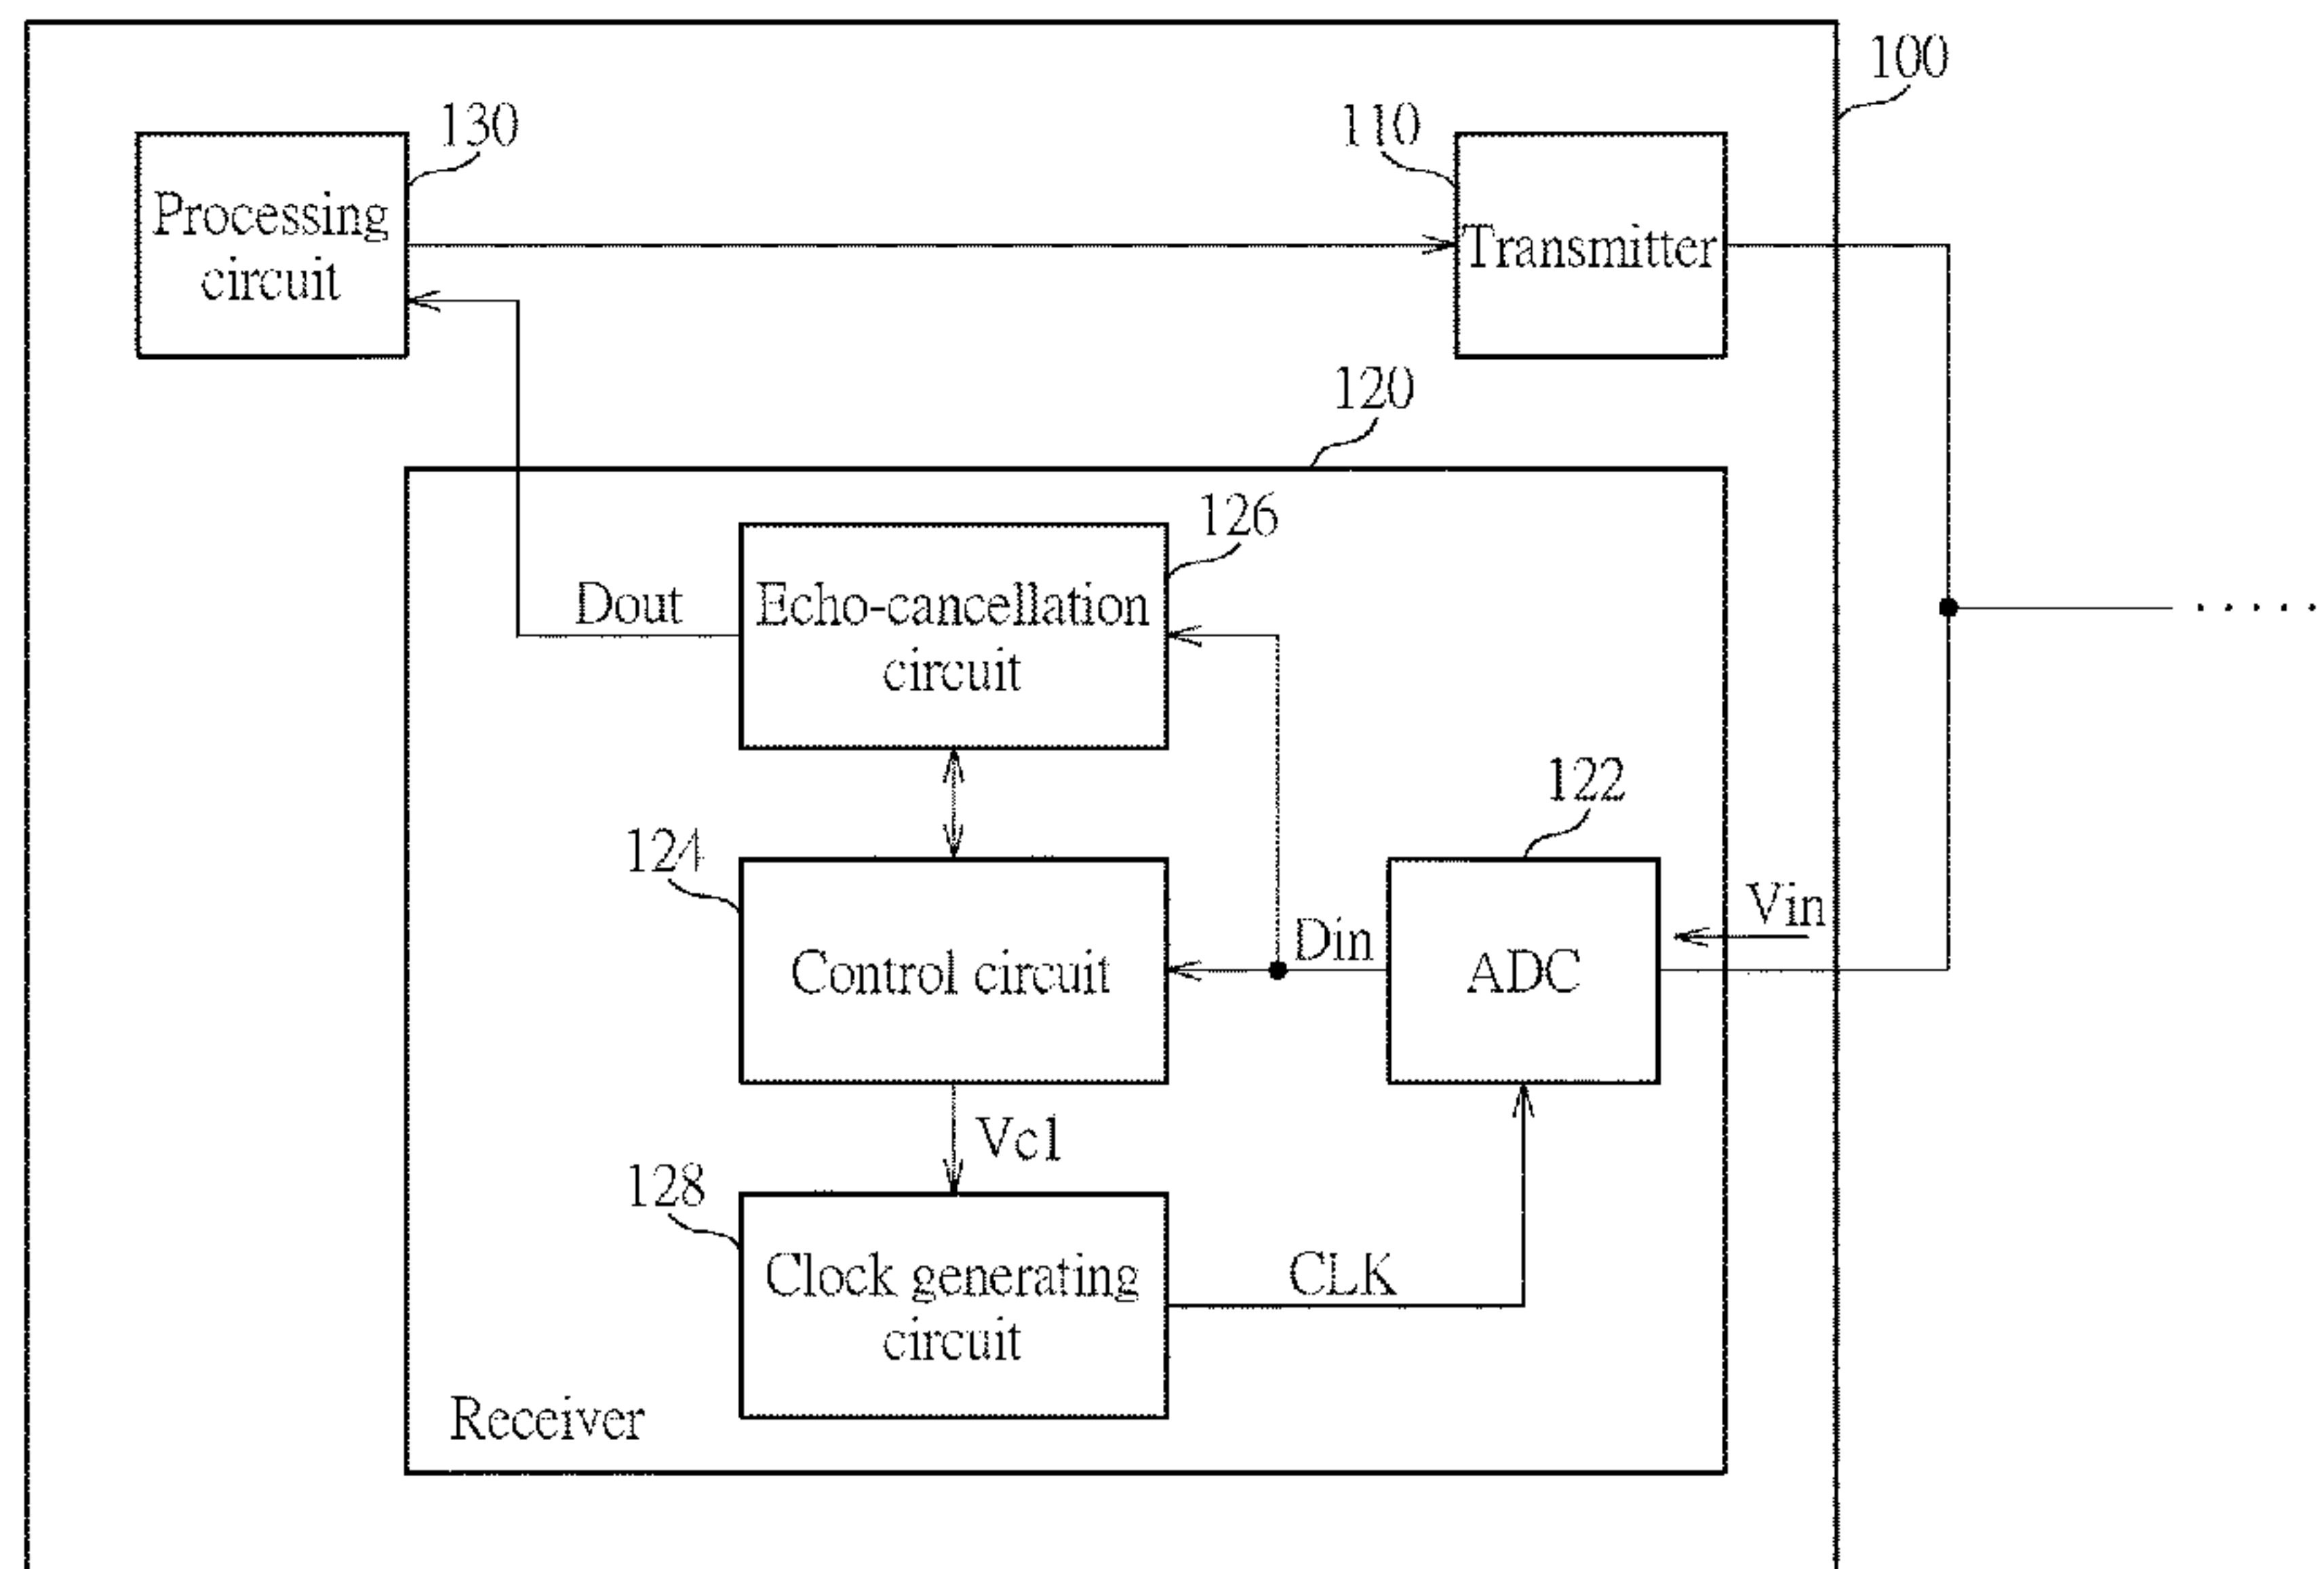 100
130
110
Processing
circuit
Transmitter
120
126
Dout
Echo-cancellation
circuit
122
124
Vin
Din
Control circuit
ADC
Vc1
128
Clock generating
circuit
CLK
Receiver